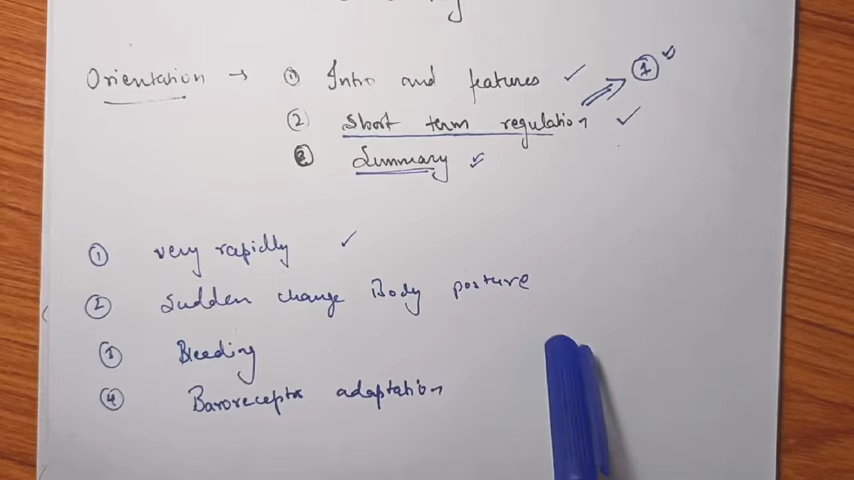 Orientation → ① Intro and features ✓
② Short term regulation ✓ ⇒ ①
③ Summary ✓
① very rapidly ✓
② Sudden change Body posture
③ Bleeding
④ Baroreceptor adaptation